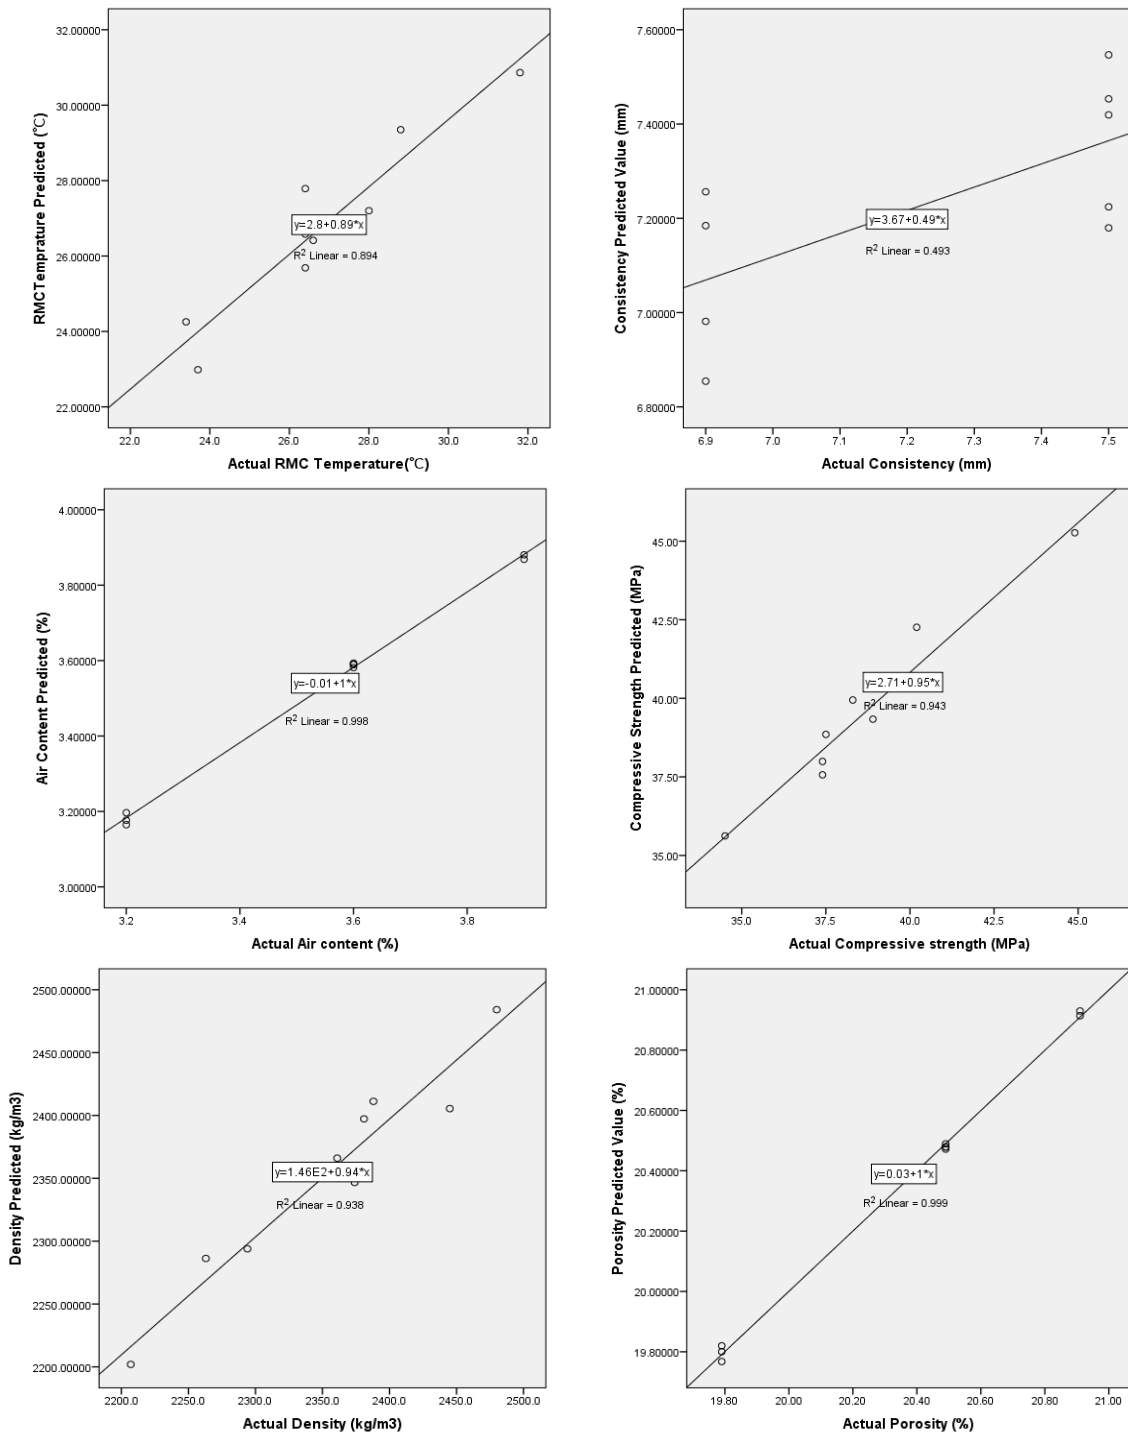 32.00000
30.00000
28.00000
26.00000
24.00000
22.00000
RMCTemprature Predicted (℃)
y=2.8+0.89*x
R² Linear = 0.894
22.0 24.0 26.0 28.0 30.0 32.0
Actual RMC Temperature(℃)
7.60000
7.40000
7.20000
7.00000
6.80000
Consistency Predicted Value (mm)
y=3.67+0.49*x
R² Linear = 0.493
6.9 7.0 7.1 7.2 7.3 7.4 7.5
Actual Consistency (mm)
4.00000
3.80000
3.60000
3.40000
3.20000
3.00000
Air Content Predicted (%)
y=-0.01+1*x
R² Linear = 0.998
3.2 3.4 3.6 3.8
Actual Air content (%)
45.00
42.50
40.00
37.50
35.00
Compressive Strength Predicted (MPa)
y=2.71+0.95*x
R² Linear = 0.943
35.0 37.5 40.0 42.5 45.0
Actual Compressive strength (MPa)
2500.00000
2450.00000
2400.00000
2350.00000
2300.00000
2250.00000
2200.00000
Density Predicted (kg/m3)
y=1.46E2+0.94*x
R² Linear = 0.938
2200.0 2250.0 2300.0 2350.0 2400.0 2450.0 2500.0
Actual Density (kg/m3)
21.00000
20.80000
20.60000
20.40000
20.20000
20.00000
19.80000
Porosity Predicted Value (%)
y=0.03+1*x
R² Linear = 0.999
19.80 20.00 20.20 20.40 20.60 20.80 21.00
Actual Porosity (%)